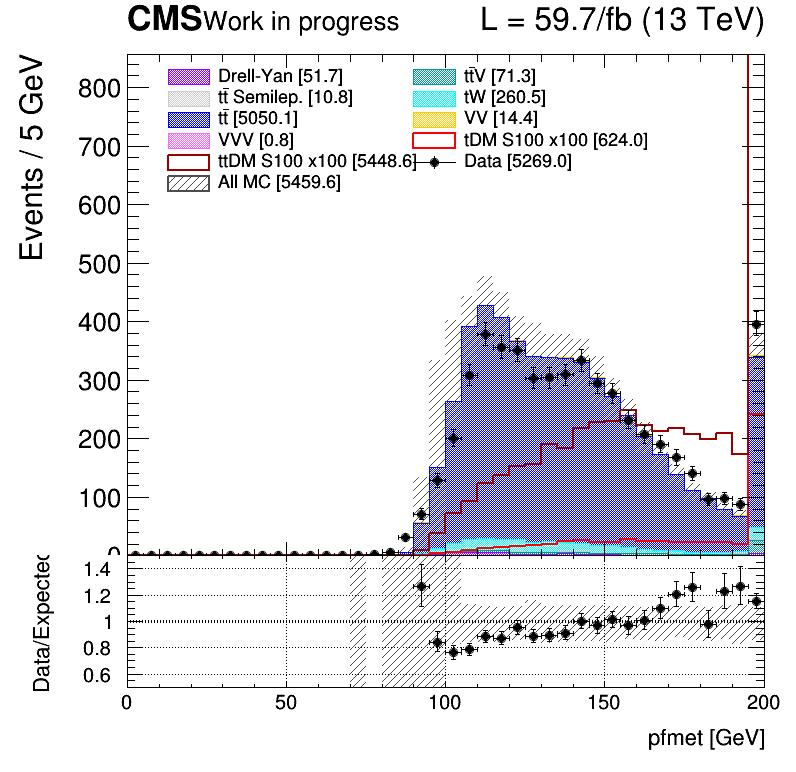 CMS Work in progress L = 59.7/fb (13 TeV)
Events / 5 GeV
800
700
600
500
400
300
200
100
0
Drell-Yan [51.7] tt̄V [71.3]
tt̄ Semilep. [10.8] tW [260.5]
tt̄ [5050.1] VV [14.4]
VVV [0.8] tDM S100 x100 [624.0]
ttDM S100 x100 [5448.6] Data [5269.0]
All MC [5459.6]
Data/Expected
1.4
1.2
1
0.8
0.6
0 50 100 150 200
pfmet [GeV]